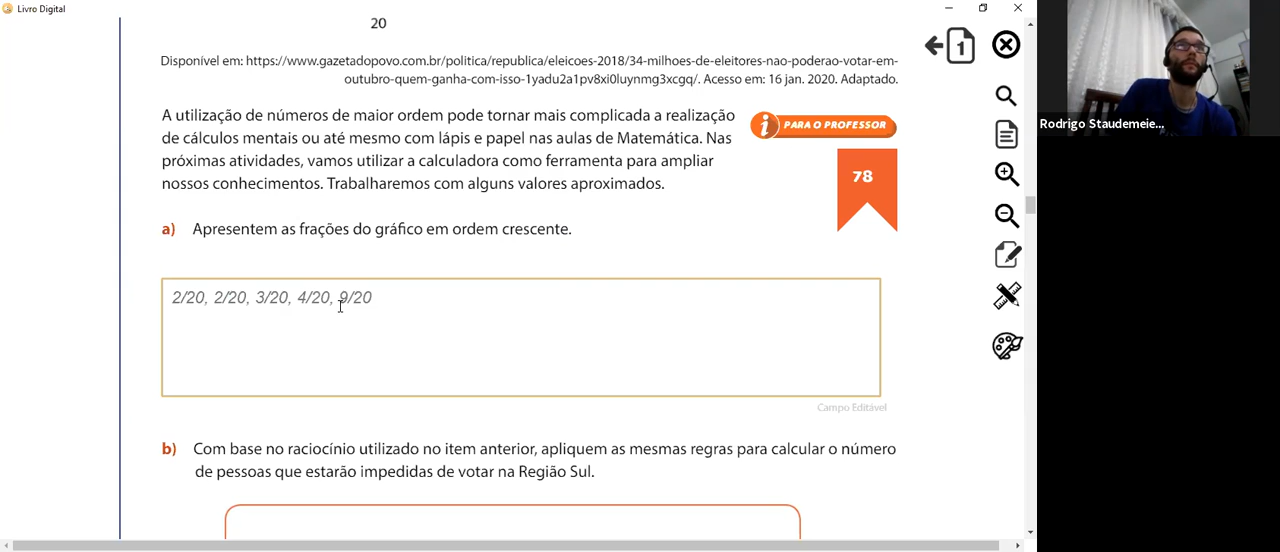 Livro Digital
20
Disponível em: https://www.gazetadopovo.com.br/politica/republica/eleicoes-2018/34-milhoes-de-eleitores-nao-poderao-votar-em-
outubro-quem-ganha-com-isso-1yadu2a1pv8xi0luynmg3xcgq/. Acesso em: 16 jan. 2020. Adaptado.
A utilização de números de maior ordem pode tornar mais complicada a realização
de cálculos mentais ou até mesmo com lápis e papel nas aulas de Matemática. Nas
próximas atividades, vamos utilizar a calculadora como ferramenta para ampliar
nossos conhecimentos. Trabalharemos com alguns valores aproximados.
i PARA O PROFESSOR
78
1
Rodrigo Staudemeie...
a) Apresentem as frações do gráfico em ordem crescente.
2/20, 2/20, 3/20, 4/20, 9/20
Campo Editável
b) Com base no raciocínio utilizado no item anterior, apliquem as mesmas regras para calcular o número
de pessoas que estarão impedidas de votar na Região Sul.